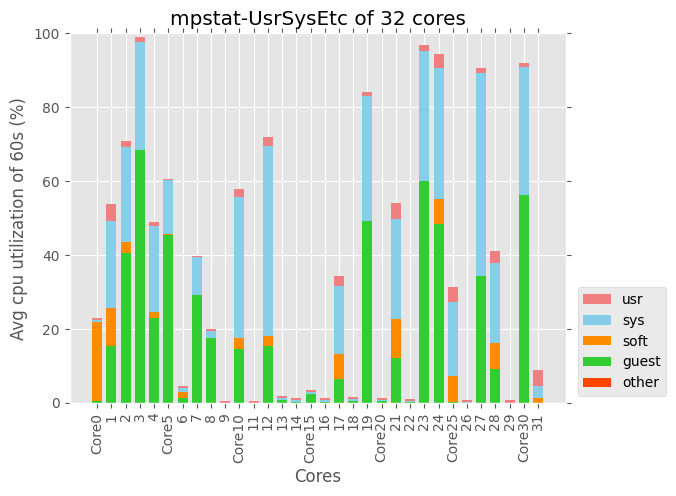 mpstat-UsrSysEtc of 32 cores
Avg cpu utilization of 60s (%)
100
80
60
40
20
0
Core0
1
2
3
4
Core5
6
7
8
9
Core10
11
12
13
14
Core15
16
17
18
19
Core20
21
22
23
24
Core25
26
27
28
29
Core30
31
Cores
usr
sys
soft
guest
other